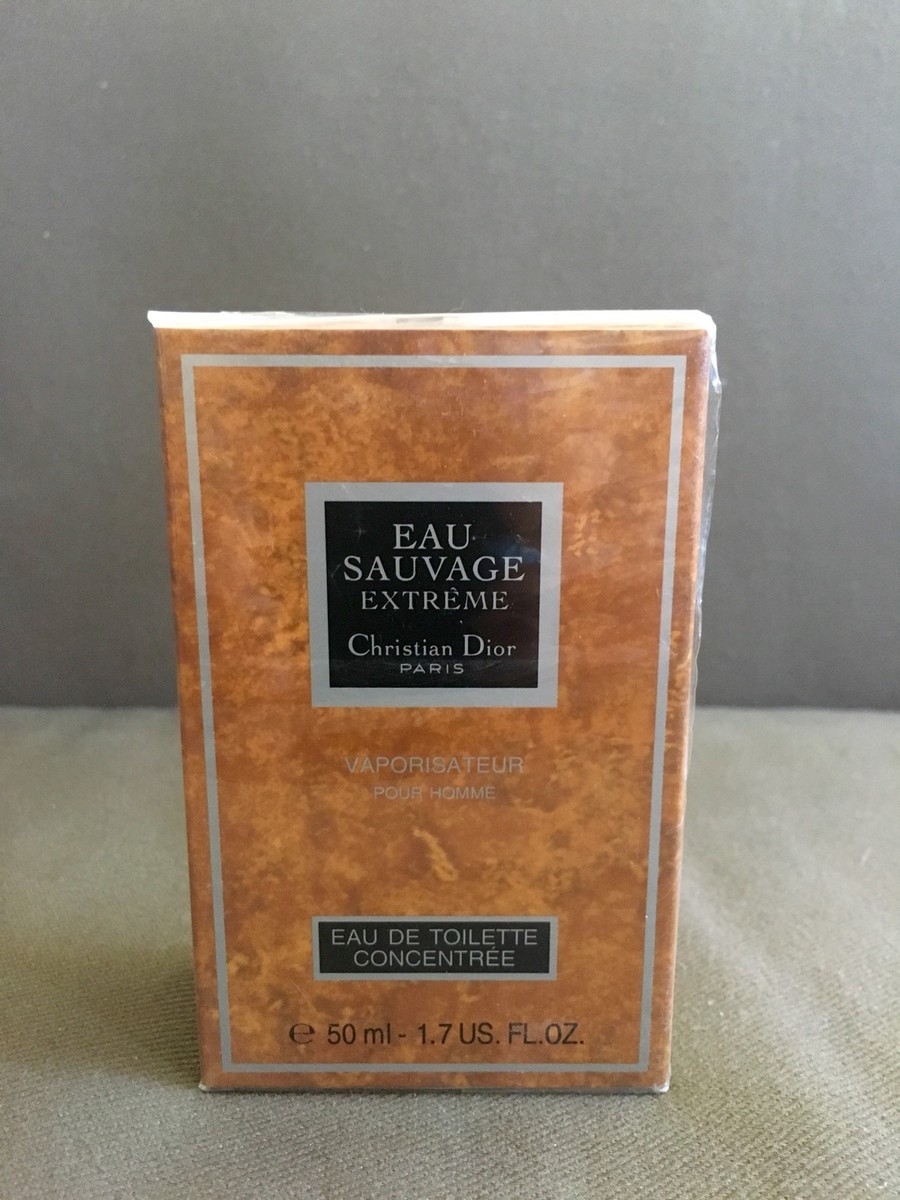 EAU
SAUVAGE
EXTRÊME
Christian Dior
PARIS
VAPORISATEUR
POUR HOMME
EAU DE TOILETTE
CONCENTRÉE
℮ 50 ml - 1.7 US. FL.OZ.